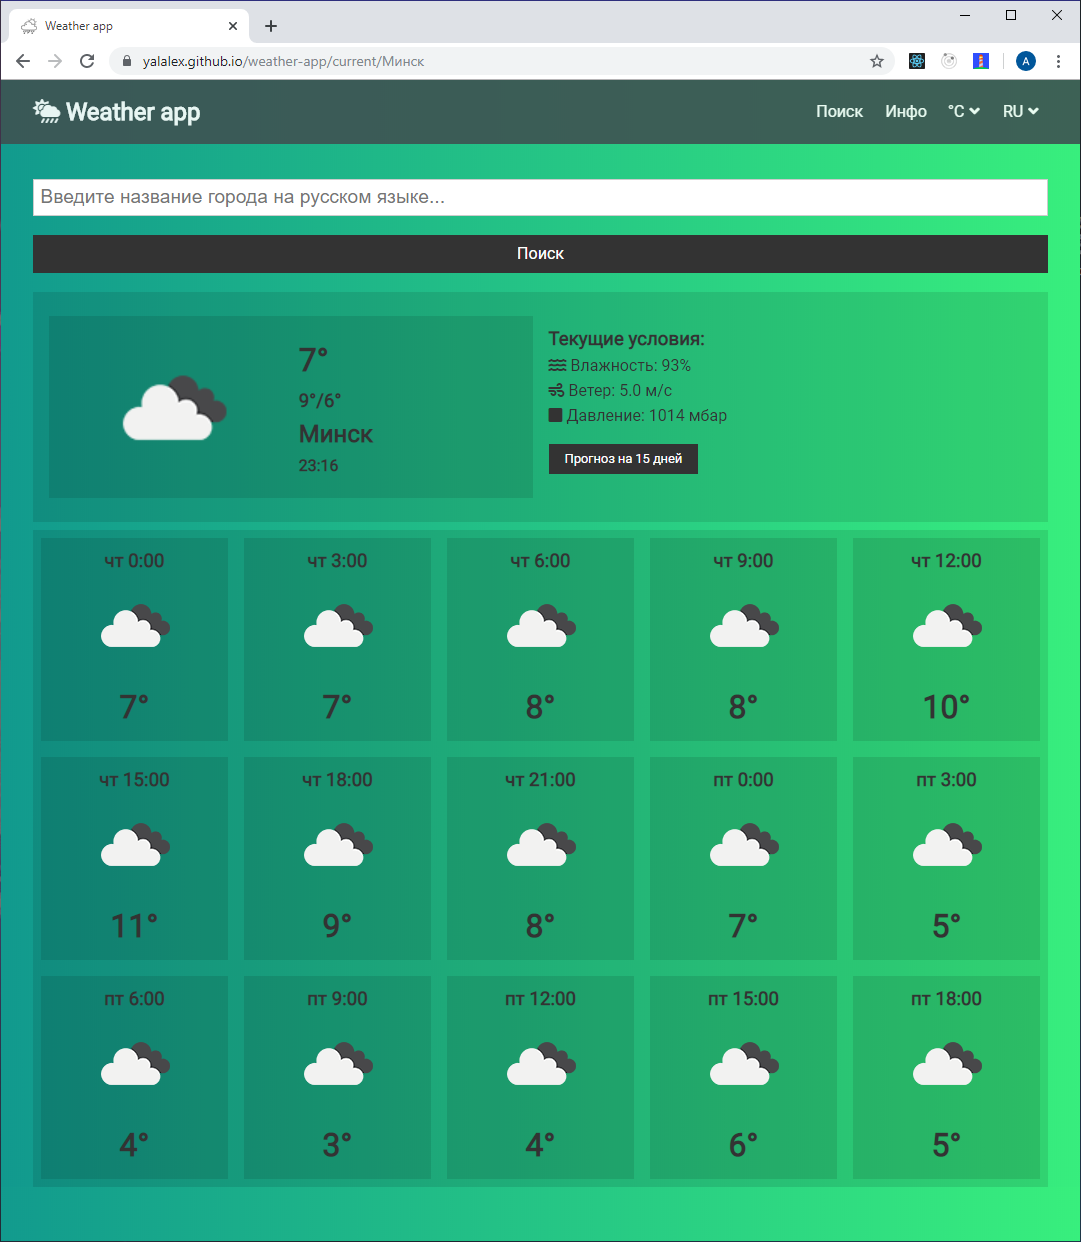 Weather app
yalalex.github.io/weather-app/current/Минск
A
Weather app Поиск Инфо °C RU
Введите название города на русском языке...
Поиск
7°
9°/6°
Минск
23:16
Текущие условия:
Влажность: 93%
Ветер: 5.0 м/с
Давление: 1014 мбар
Прогноз на 15 дней
чт 0:00 чт 3:00 чт 6:00 чт 9:00 чт 12:00
7° 7° 8° 8° 10°
чт 15:00 чт 18:00 чт 21:00 пт 0:00 пт 3:00
11° 9° 8° 7° 5°
пт 6:00 пт 9:00 пт 12:00 пт 15:00 пт 18:00
4° 3° 4° 6° 5°